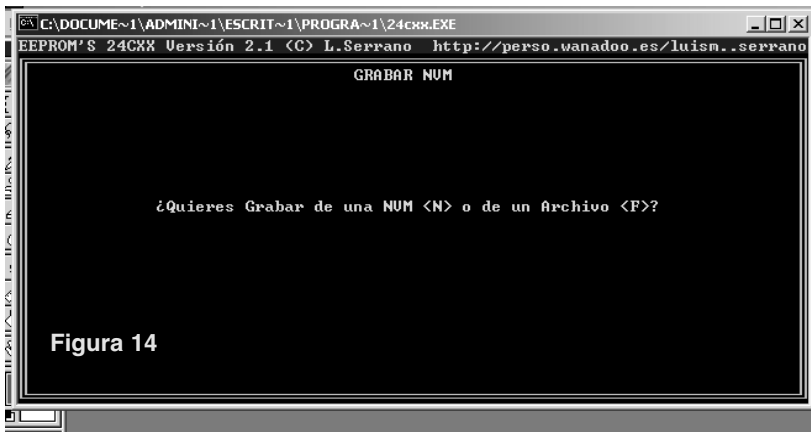 C:\DOCUME~1\ADMINI~1\ESCRIT~1\PROGRA~1\24cxx.EXE
EEPROM'S 24CXX Versión 2.1 (C) L.Serrano http://perso.wanadoo.es/luism..serrano
GRABAR NVM
¿Quieres Grabar de una NVM <N> o de un Archivo <F>?
Figura 14